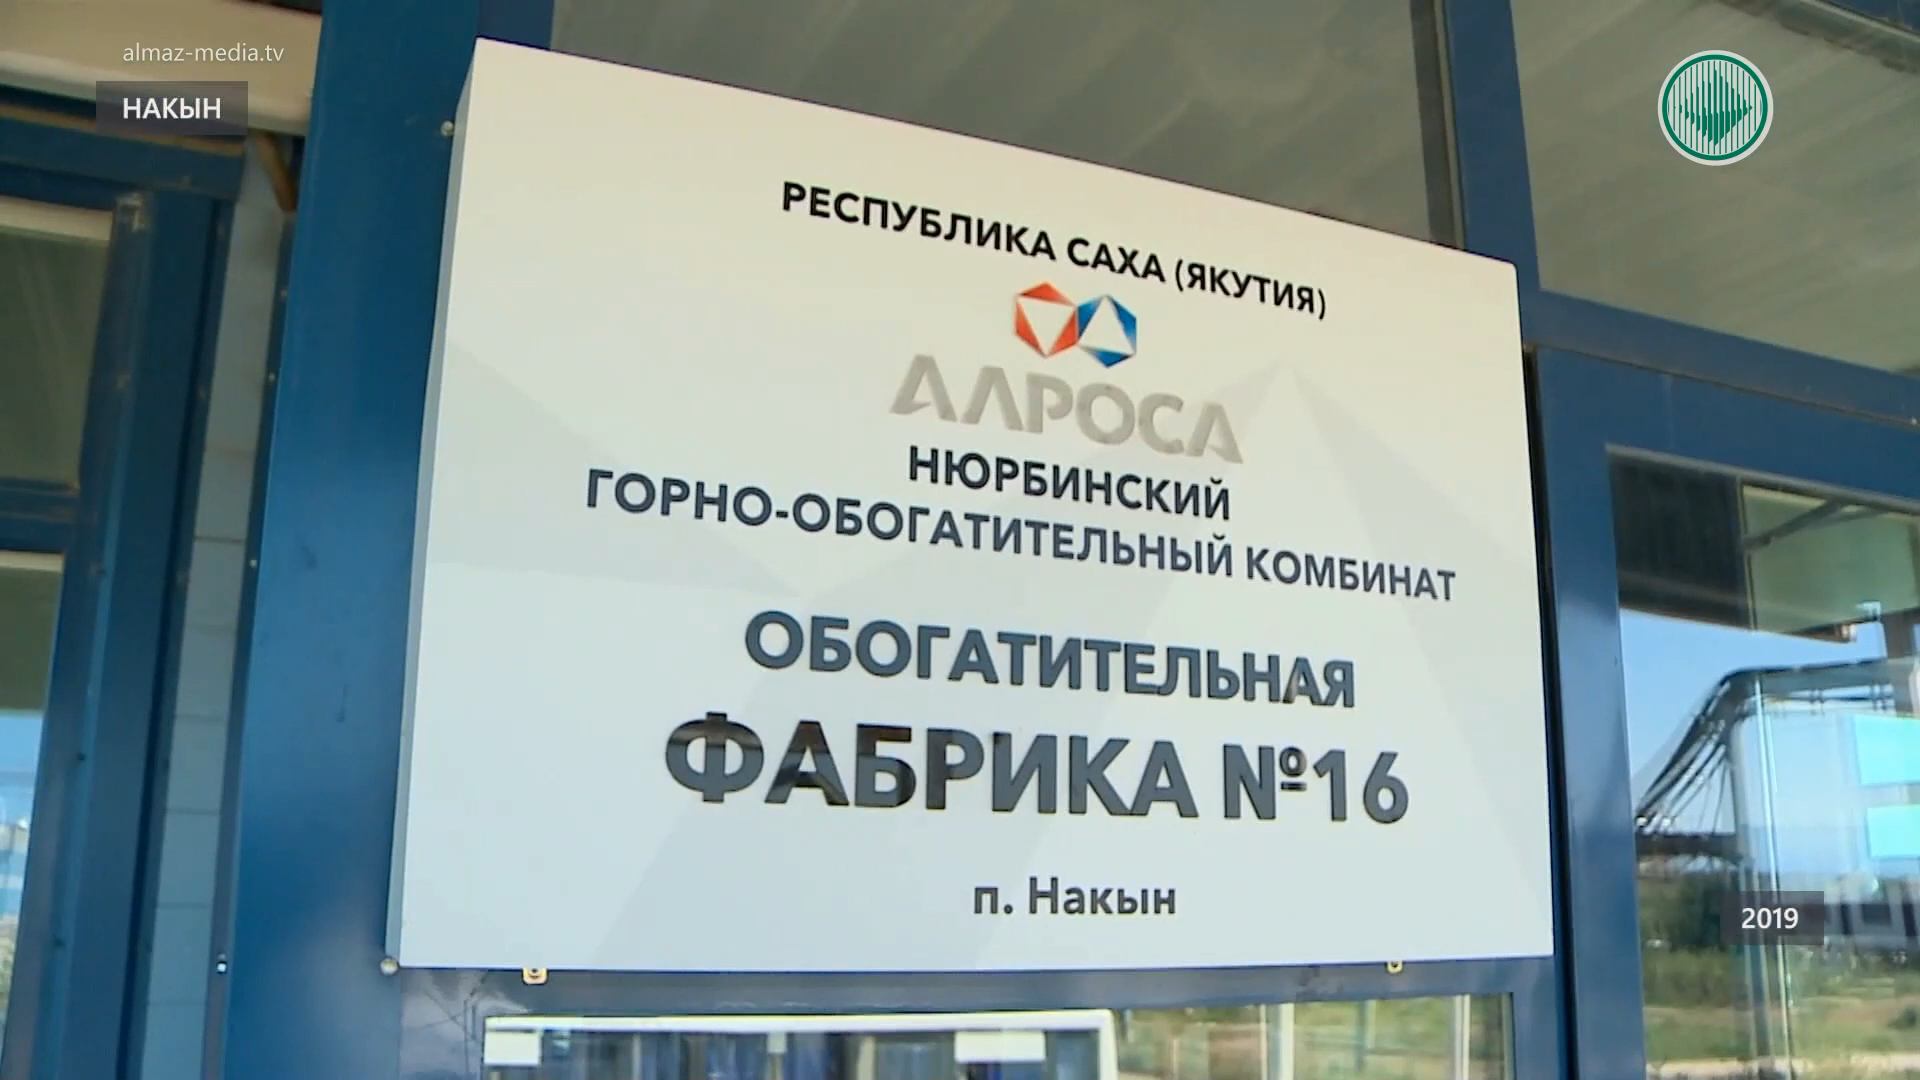 almaz-media.tv
НАКЫН
РЕСПУБЛИКА САХА (ЯКУТИЯ)
АЛРОСА
НЮРБИНСКИЙ
ГОРНО-ОБОГАТИТЕЛЬНЫЙ КОМБИНАТ
ОБОГАТИТЕЛЬНАЯ
ФАБРИКА №16
п. Накын
2019